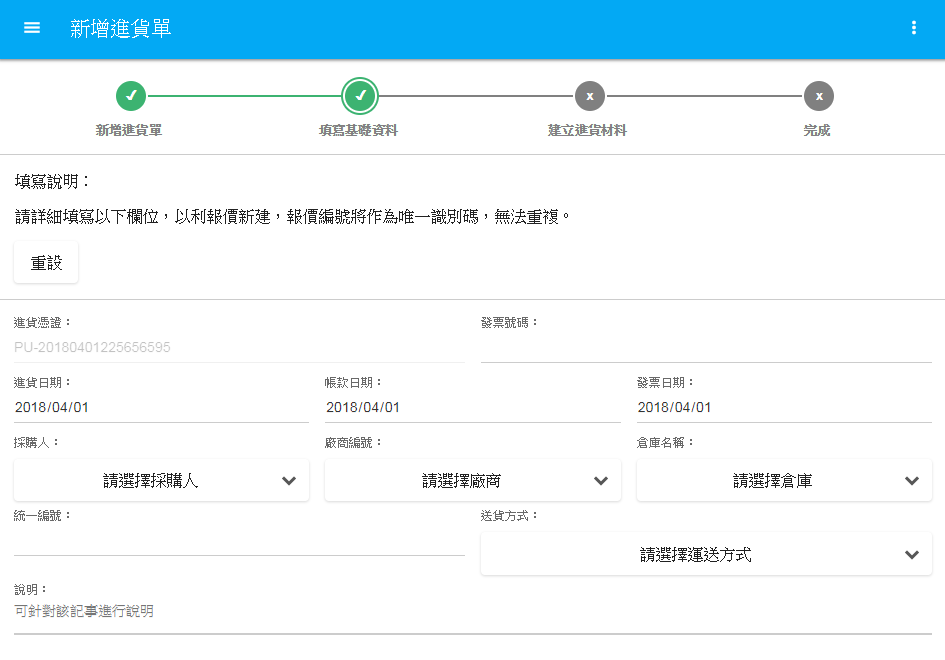 新增進貨單
新增進貨單 填寫基礎資料 建立進貨材料 完成
填寫說明：
請詳細填寫以下欄位，以利報價新建，報價編號將作為唯一識別碼，無法重複。
重設
進貨憑證： 發票號碼：
PU-20180401225656595
進貨日期： 帳款日期： 發票日期：
2018/04/01 2018/04/01 2018/04/01
採購人： 廠商編號： 倉庫名稱：
請選擇採購人 請選擇廠商 請選擇倉庫
統一編號： 送貨方式：
請選擇運送方式
說明：
可針對該記事進行說明